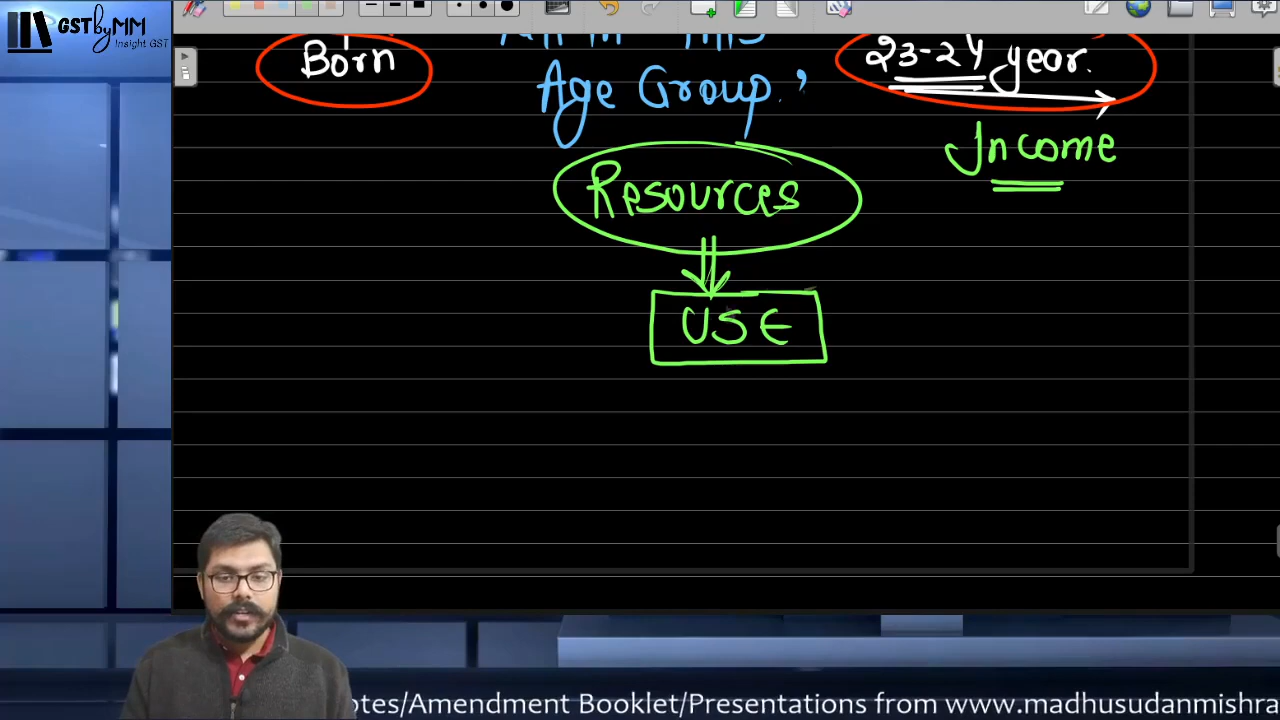 GSTbyMM
Insight GST
Born
This
Age Group
23-24 year.
Income
Resources
USE
otes/Amendment Booklet/Presentations from www.madhusudanmishra